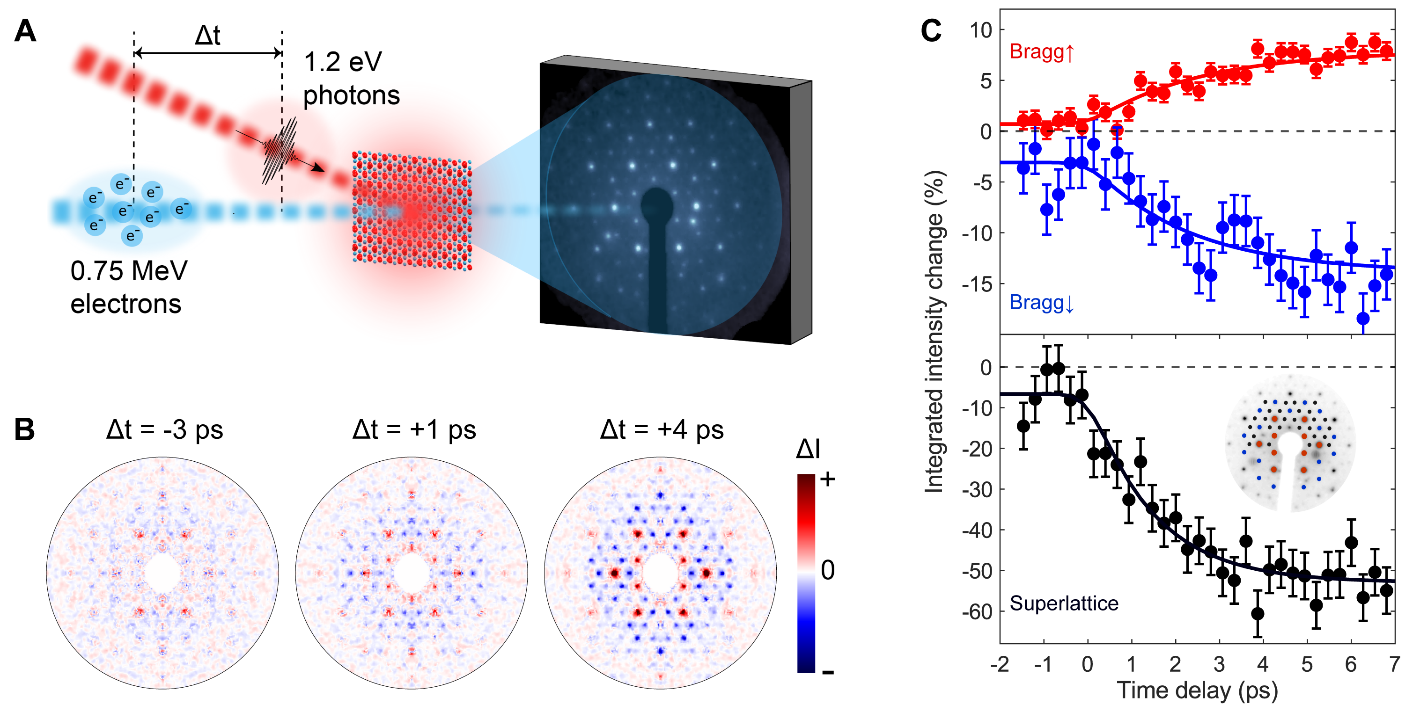 A
Δt
1.2 eV
photons
e⁻
e⁻
e⁻
e⁻
e⁻
e⁻
e⁻
e⁻
0.75 MeV
electrons
B
Δt = -3 ps
Δt = +1 ps
Δt = +4 ps
ΔI
+
0
-
C
Integrated intensity change (%)
10
5
0
-5
-10
-15
Bragg↑
Bragg↓
0
-10
-20
-30
-40
-50
-60
Superlattice
-2 -1 0 1 2 3 4 5 6 7
Time delay (ps)